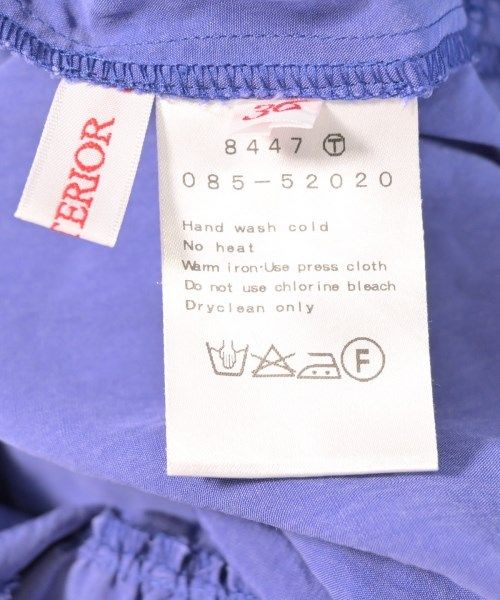 TERIOR
36
8447 Ⓣ
085-52020
Hand wash cold
No heat
Warm iron·Use press cloth
Do not use chlorine bleach
Dryclean only
F